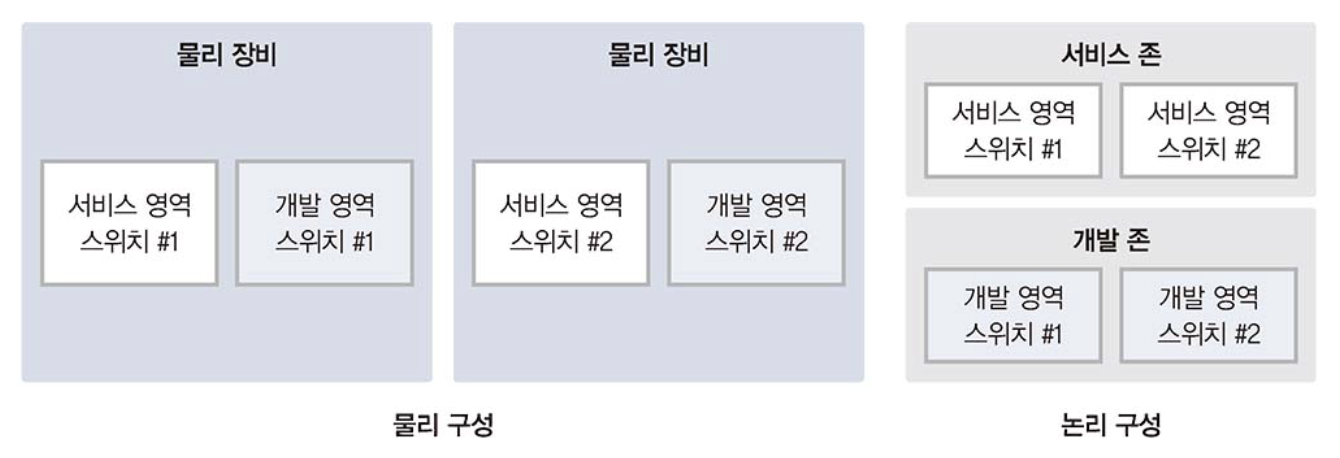 물리 장비
서비스 영역
스위치 #1
개발 영역
스위치 #1
물리 장비
서비스 영역
스위치 #2
개발 영역
스위치 #2
물리 구성
서비스 존
서비스 영역
스위치 #1
서비스 영역
스위치 #2
개발 존
개발 영역
스위치 #1
개발 영역
스위치 #2
논리 구성